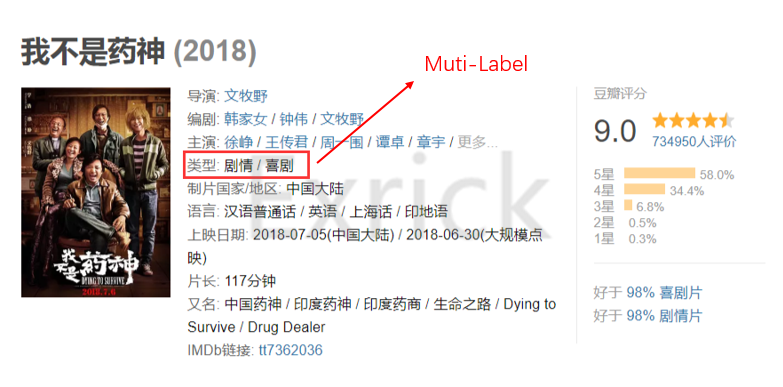 我不是药神 (2018)
Muti-Label
导演: 文牧野
编剧: 韩家女 / 钟伟 / 文牧野
主演: 徐峥 / 王传君 / 周一围 / 谭卓 / 章宇 / 更多...
类型: 剧情 / 喜剧
制片国家/地区: 中国大陆
语言: 汉语普通话 / 英语 / 上海话 / 印地语
上映日期: 2018-07-05(中国大陆) / 2018-06-30(大规模点
映)
片长: 117分钟
又名: 中国药神 / 印度药神 / 印度药商 / 生命之路 / Dying to
Survive / Drug Dealer
IMDb链接: tt7362036
我不是药神
DYING TO SURVIVE
2018.7.6
Exrick
豆瓣评分
9.0
734950人评价
5星 58.0%
4星 34.4%
3星 6.8%
2星 0.5%
1星 0.3%
好于 98% 喜剧片
好于 98% 剧情片